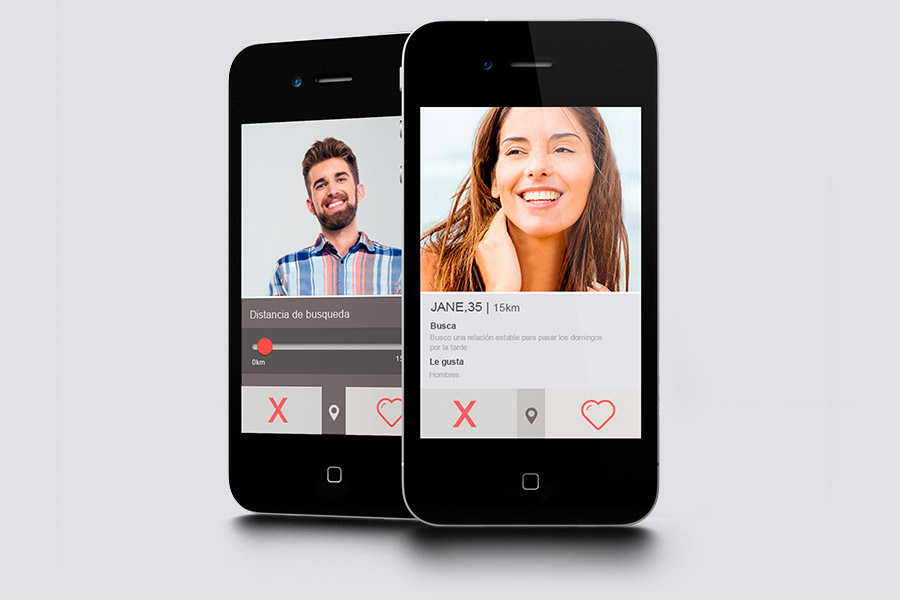 Distancia de busqueda
0km
15
X
JANE,35 | 15km
Busca
Busco una relación estable para pasar los domingos
por la tarde
Le gusta
Hombres
X